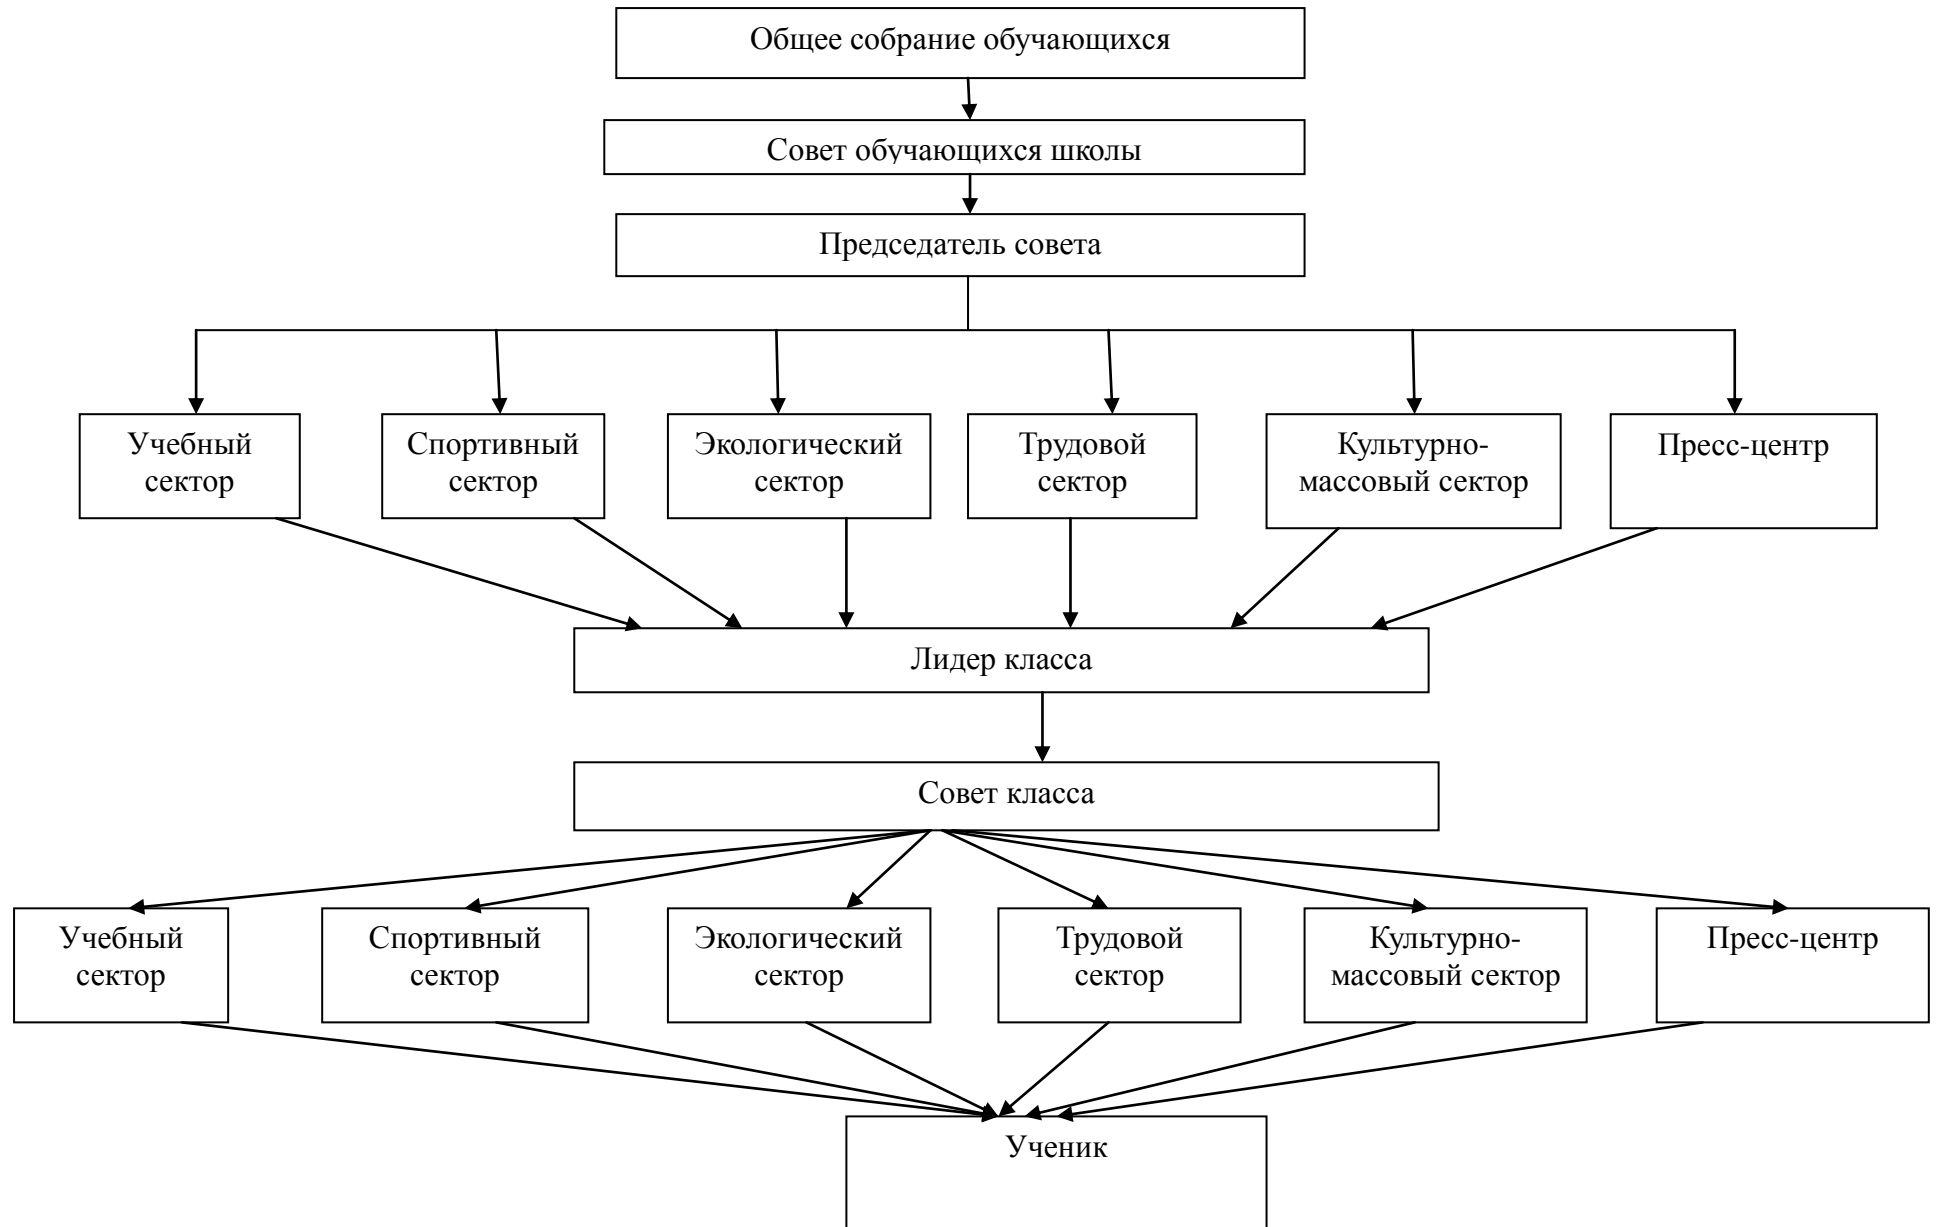 Общее собрание обучающихся
Совет обучающихся школы
Председатель совета
Учебный
сектор
Спортивный
сектор
Экологический
сектор
Трудовой
сектор
Культурно-
массовый сектор
Пресс-центр
Лидер класса
Совет класса
Учебный
сектор
Спортивный
сектор
Экологический
сектор
Трудовой
сектор
Культурно-
массовый сектор
Пресс-центр
Ученик